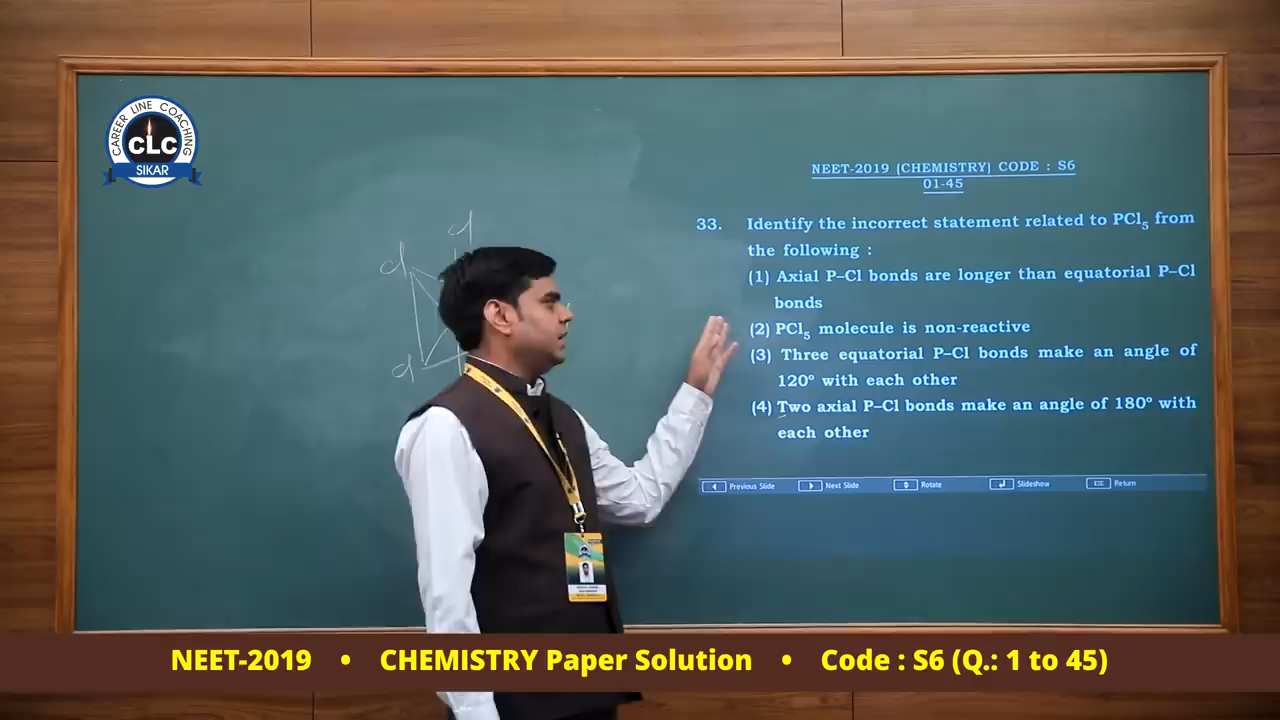 CAREER LINE COACHING
CLC
SIKAR
NEET-2019 (CHEMISTRY) CODE : S6
01-45
33. Identify the incorrect statement related to PCl₅ from
the following :
(1) Axial P–Cl bonds are longer than equatorial P–Cl
bonds
(2) PCl₅ molecule is non-reactive
(3) Three equatorial P–Cl bonds make an angle of
120° with each other
(4) Two axial P–Cl bonds make an angle of 180° with
each other
Previous Slide Next Slide Rotate Slideshow ESC Return
cl
cl
cl
NEET-2019 • CHEMISTRY Paper Solution • Code : S6 (Q.: 1 to 45)